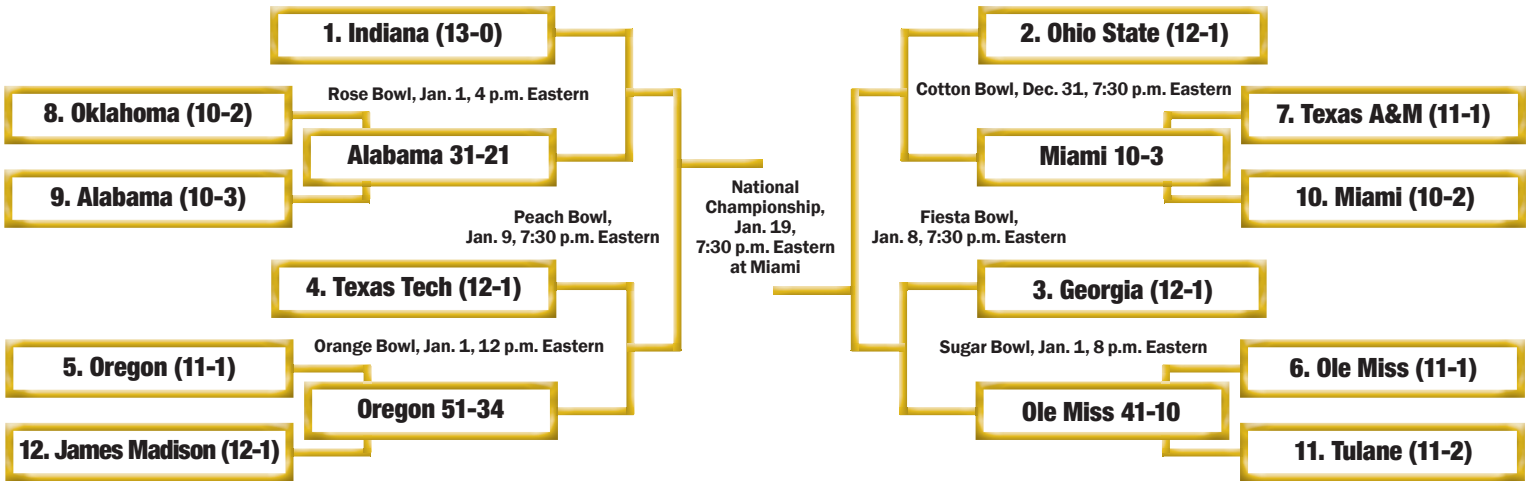 1. Indiana (13-0)
Rose Bowl, Jan. 1, 4 p.m. Eastern
8. Oklahoma (10-2)
Alabama 31-21
9. Alabama (10-3)
Peach Bowl,
Jan. 9, 7:30 p.m. Eastern
4. Texas Tech (12-1)
Orange Bowl, Jan. 1, 12 p.m. Eastern
5. Oregon (11-1)
Oregon 51-34
12. James Madison (12-1)
National
Championship,
Jan. 19,
7:30 p.m. Eastern
at Miami
2. Ohio State (12-1)
Cotton Bowl, Dec. 31, 7:30 p.m. Eastern
7. Texas A&M (11-1)
Miami 10-3
10. Miami (10-2)
Fiesta Bowl,
Jan. 8, 7:30 p.m. Eastern
3. Georgia (12-1)
Sugar Bowl, Jan. 1, 8 p.m. Eastern
6. Ole Miss (11-1)
Ole Miss 41-10
11. Tulane (11-2)